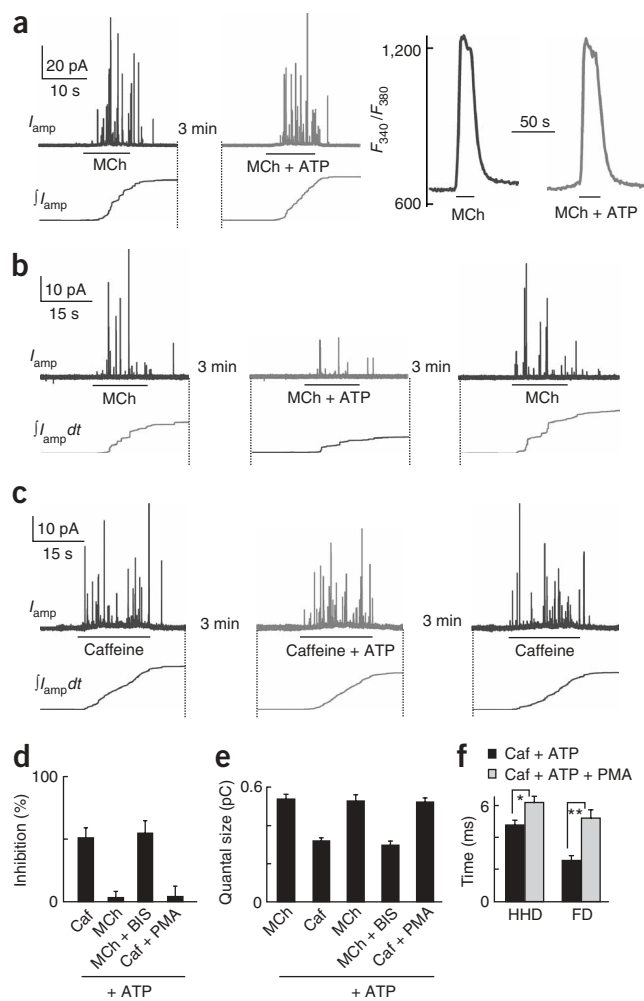 a
20 pA
10 s
I_amp
MCh
3 min
MCh + ATP
∫I_amp
1,200
F_340/F_380
600
50 s
MCh
MCh + ATP
b
10 pA
15 s
I_amp
MCh
3 min
MCh + ATP
3 min
MCh
∫I_amp dt
c
10 pA
15 s
I_amp
Caffeine
3 min
Caffeine + ATP
3 min
Caffeine
∫I_amp dt
d
100
Inhibition (%)
0
Caf
MCh
MCh + BIS
Caf + PMA
+ ATP
e
0.6
Quantal size (pC)
0
MCh
Caf
MCh
MCh + BIS
Caf + PMA
+ ATP
f
Caf + ATP
Caf + ATP + PMA
6
Time (ms)
0
*
**
HHD
FD